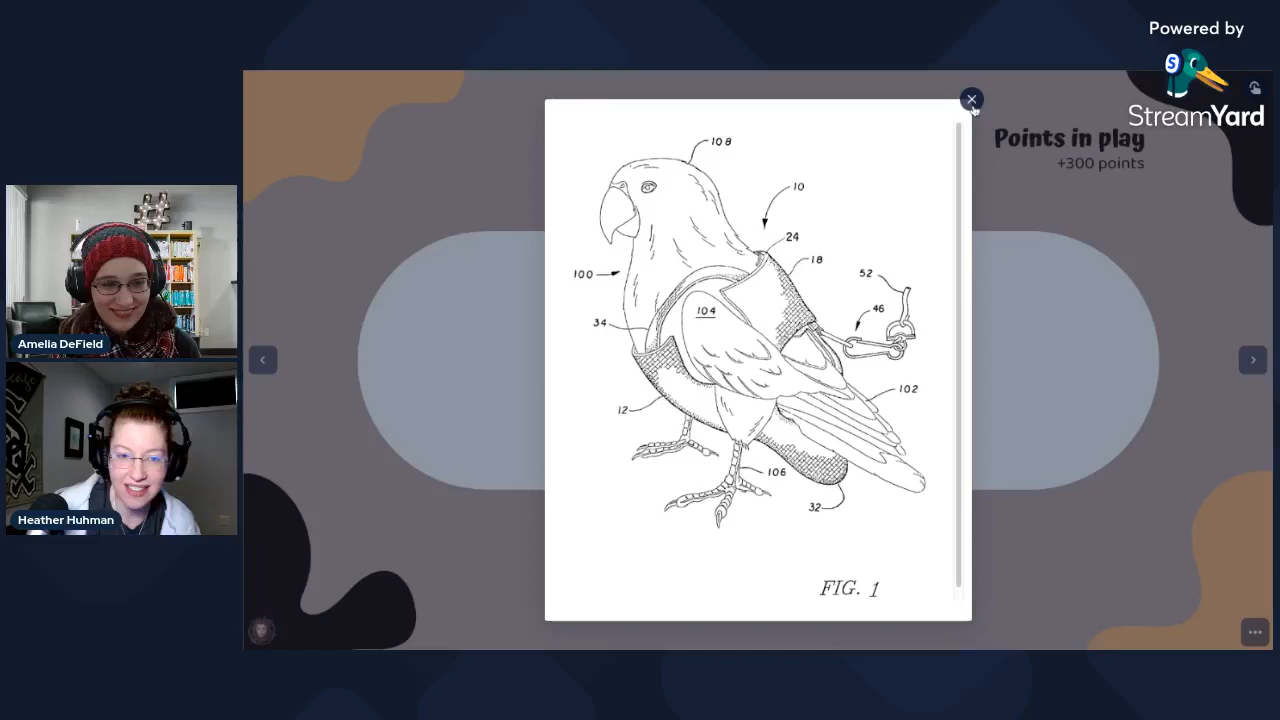 Powered by
S
StreamYard
Points in play
+300 points
Amelia DeField
Heather Huhman
108
10
24
18
52
100
46
104
34
102
12
106
32
FIG. 1